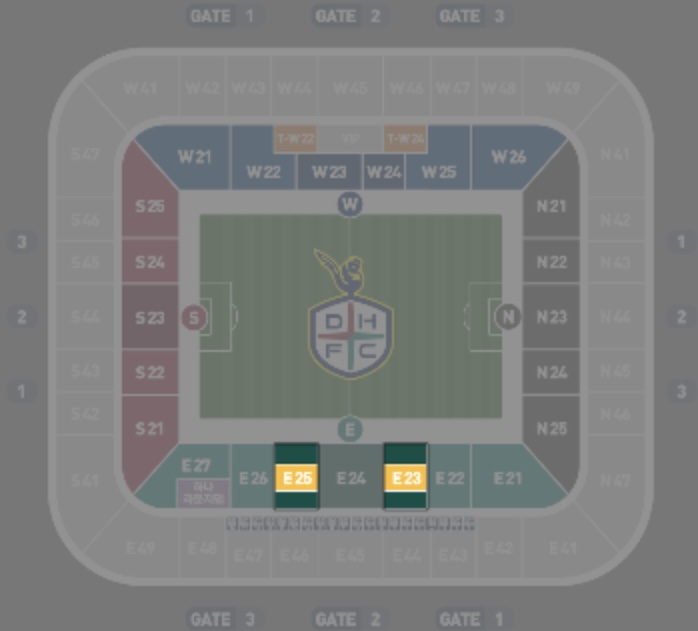 GATE 1 GATE 2 GATE 3
W41 W42 W43 W44 W45 W46 W47 W48 W49
S47 T-W22 VIP T-W24 N41
W21 W22 W23 W24 W25 W26
S46 S25 W N21 N42
3 S45 S24 N22 N43 1
2 S44 S23 S DHFC N N23 N44 2
1 S43 S22 N24 N45 3
S42 S21 E N25 N46
S41 E27 E26 E25 E24 E23 E22 E21 N47
하나
E49 E48 E47 E46 E45 E44 E43 E42 E41
GATE 3 GATE 2 GATE 1